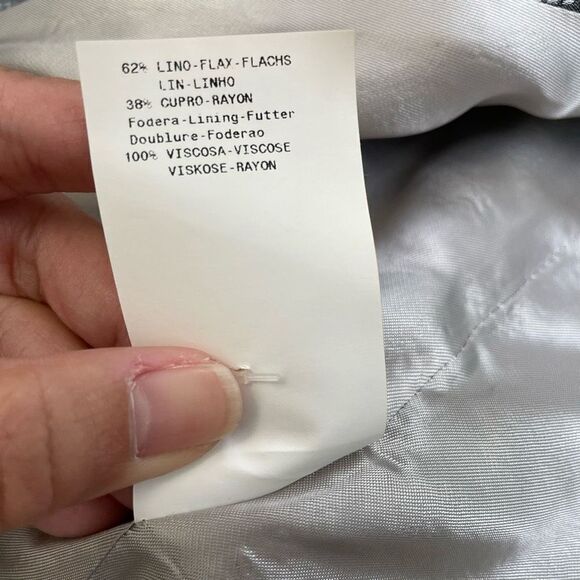 62% LINO-FLAX-FLACHS
LIN-LINHO
38% CUPRO-RAYON
Fodera-Lining-Futter
Doublure-Foderao
100% VISCOSA-VISCOSE
VISKOSE-RAYON